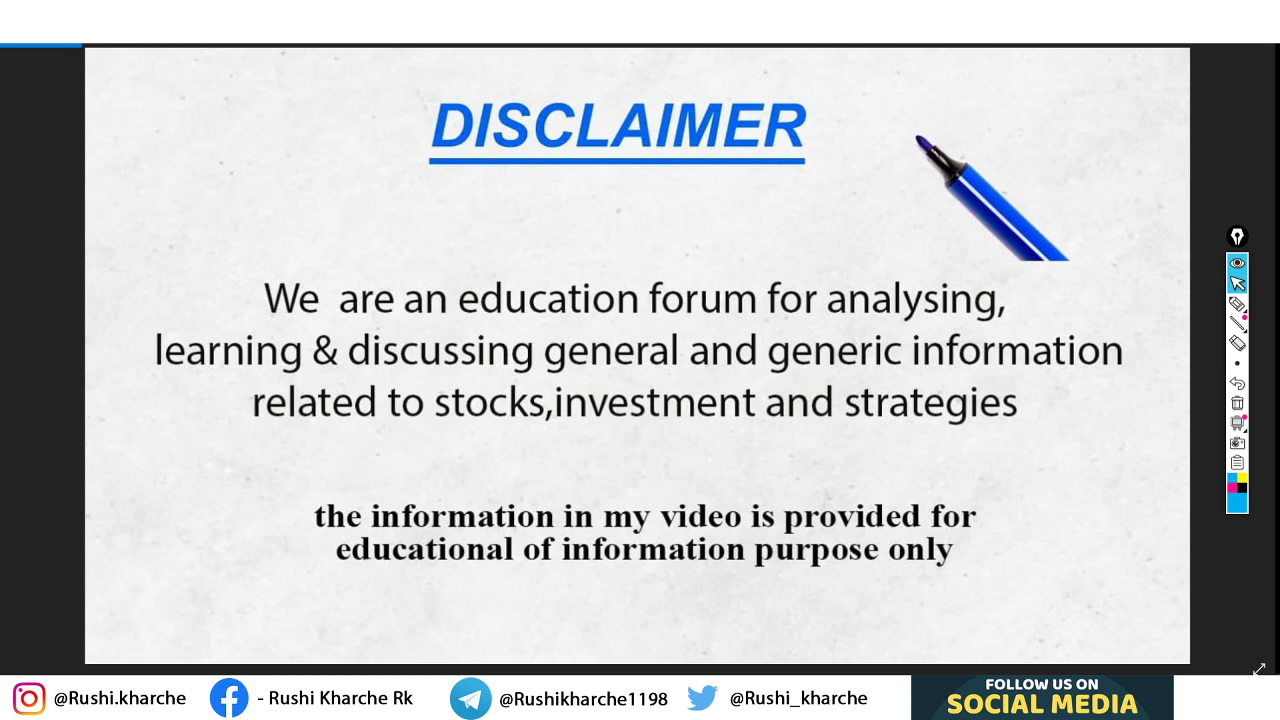 DISCLAIMER
We are an education forum for analysing,
learning & discussing general and generic information
related to stocks,investment and strategies
the information in my video is provided for
educational of information purpose only
@Rushi.kharche
- Rushi Kharche Rk
@Rushikharche1198
@Rushi_kharche
FOLLOW US ON
SOCIAL MEDIA